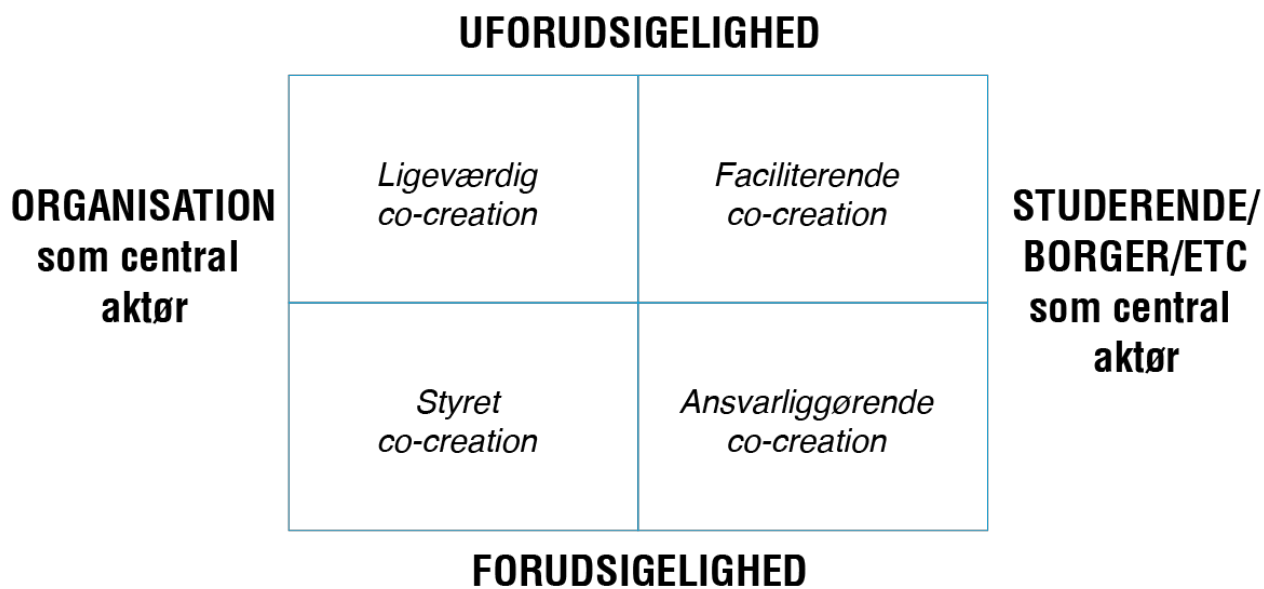 UFORUDSIGELIGHED
ORGANISATION
som central
aktør
Ligeværdig
co-creation
Faciliterende
co-creation
STUDERENDE/
BORGER/ETC
som central
aktør
Styret
co-creation
Ansvarliggørende
co-creation
FORUDSIGELIGHED